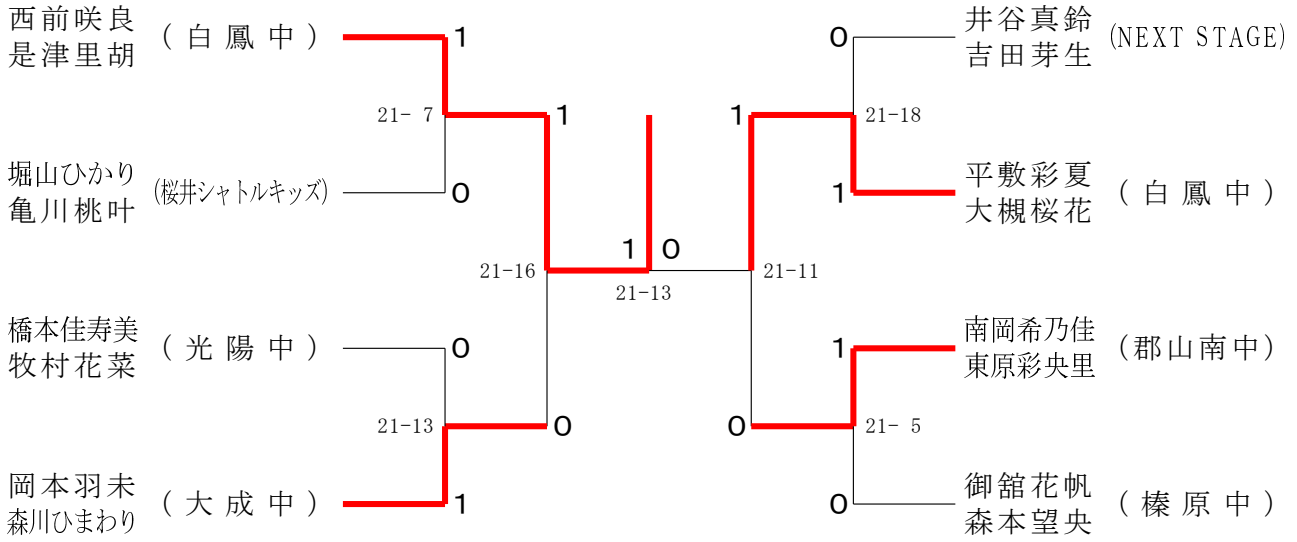 西前咲良
是津里胡
(白鳳中)
1
21- 7
堀山ひかり
亀川桃叶
(桜井シャトルキッズ)
0
1
21-16
橋本佳寿美
牧村花菜
(光陽中)
0
21-13
岡本羽未
森川ひまわり
(大成中)
1
0
1 0
21-13
井谷真鈴
吉田芽生
(NEXT STAGE)
0
21-18
平敷彩夏
大槻桜花
(白鳳中)
1
1
21-11
南岡希乃佳
東原彩央里
(郡山南中)
1
21- 5
御舘花帆
森本望央
(榛原中)
0
0